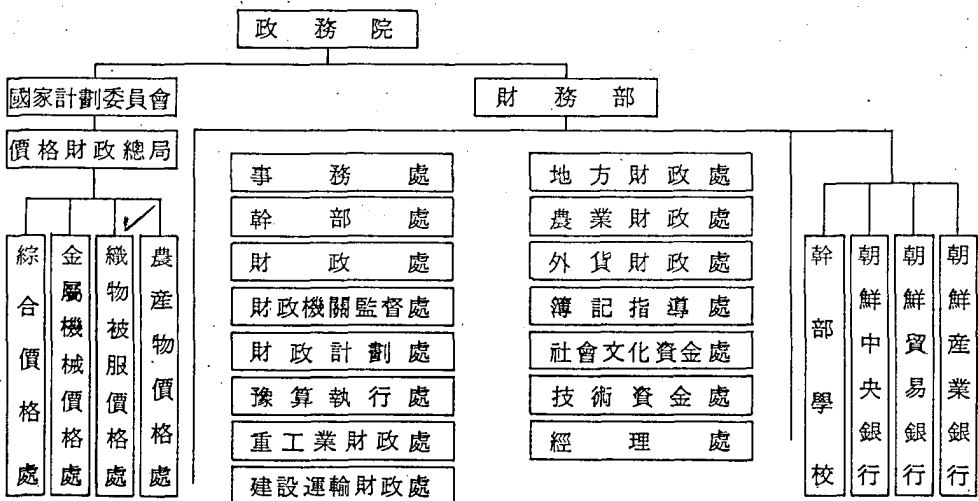 政務院
國家計劃委員會
財務部
價格財政總局
事務處
幹部處
財政處
財政機關監督處
財政計劃處
豫算執行處
重工業財政處
建設運輸財政處
地方財政處
農業財政處
外貨財政處
簿記指導處
社會文化資金處
技術資金處
經理處
綜合價格處
金屬機械價格處
織物被服價格處
農産物價格處
幹部學校
朝鮮中央銀行
朝鮮貿易銀行
朝鮮産業銀行